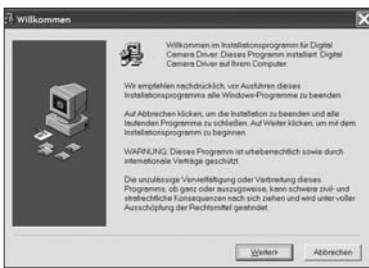 Willkommen
Willkommen im Installationsprogramm für Digital
Camera Driver. Dieses Programm installiert Digital
Camera Driver auf Ihrem Computer.
Wir empfehlen nachdrücklich, vor Ausführen dieses
Installationsprogramms alle Windows-Programme zu beenden.
Auf Abbrechen klicken, um die Installation zu beenden und alle
laufenden Programme zu schließen. Auf Weiter klicken, um mit dem
Installationsprogramm zu beginnen.
WARNUNG: Dieses Programm ist urheberrechtlich sowie durch
internationale Verträge geschützt.
Die unzulässige Vervielfältigung oder Verbreitung dieses
Programms, ob ganz oder auszugsweise, kann schwere zivil- und
strafrechtliche Konsequenzen nach sich ziehen und wird unter voller
Ausschöpfung der Rechtsmittel geahndet.
Weiter> Abbrechen